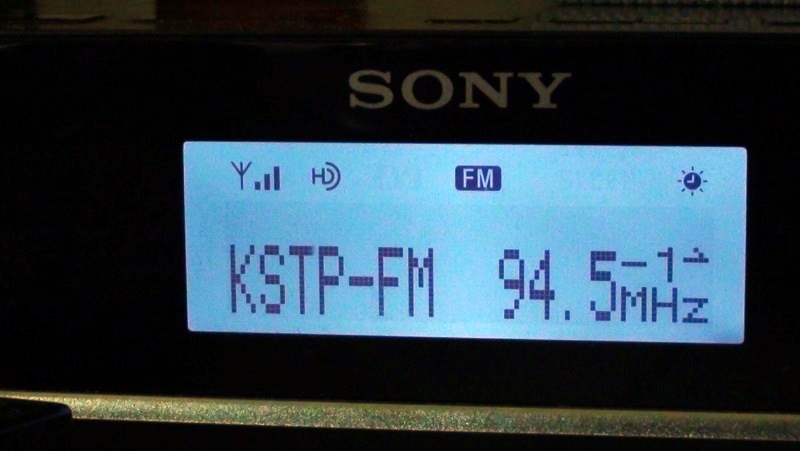 SONY
HD FM
KSTP-FM 94.5-1
MHz